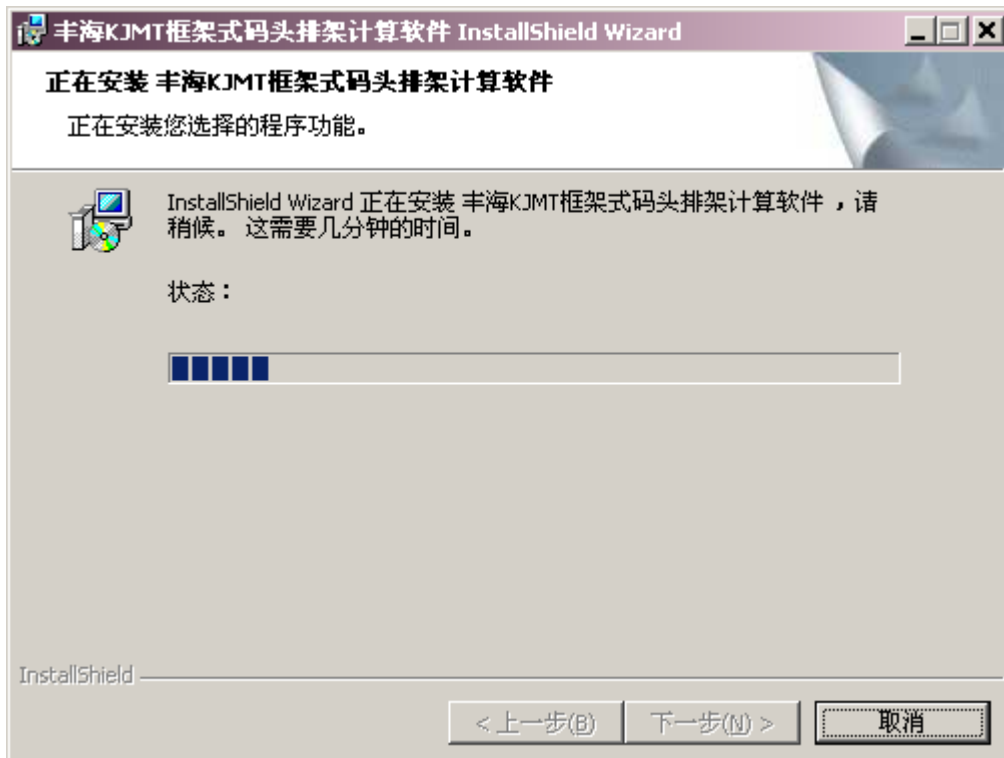 丰海KJMT框架式码头排架计算软件 InstallShield Wizard
正在安装 丰海KJMT框架式码头排架计算软件
正在安装您选择的程序功能。
InstallShield Wizard 正在安装 丰海KJMT框架式码头排架计算软件 ，请
稍候。 这需要几分钟的时间。
状态：
InstallShield
< 上一步(B) 下一步(N) > 取消